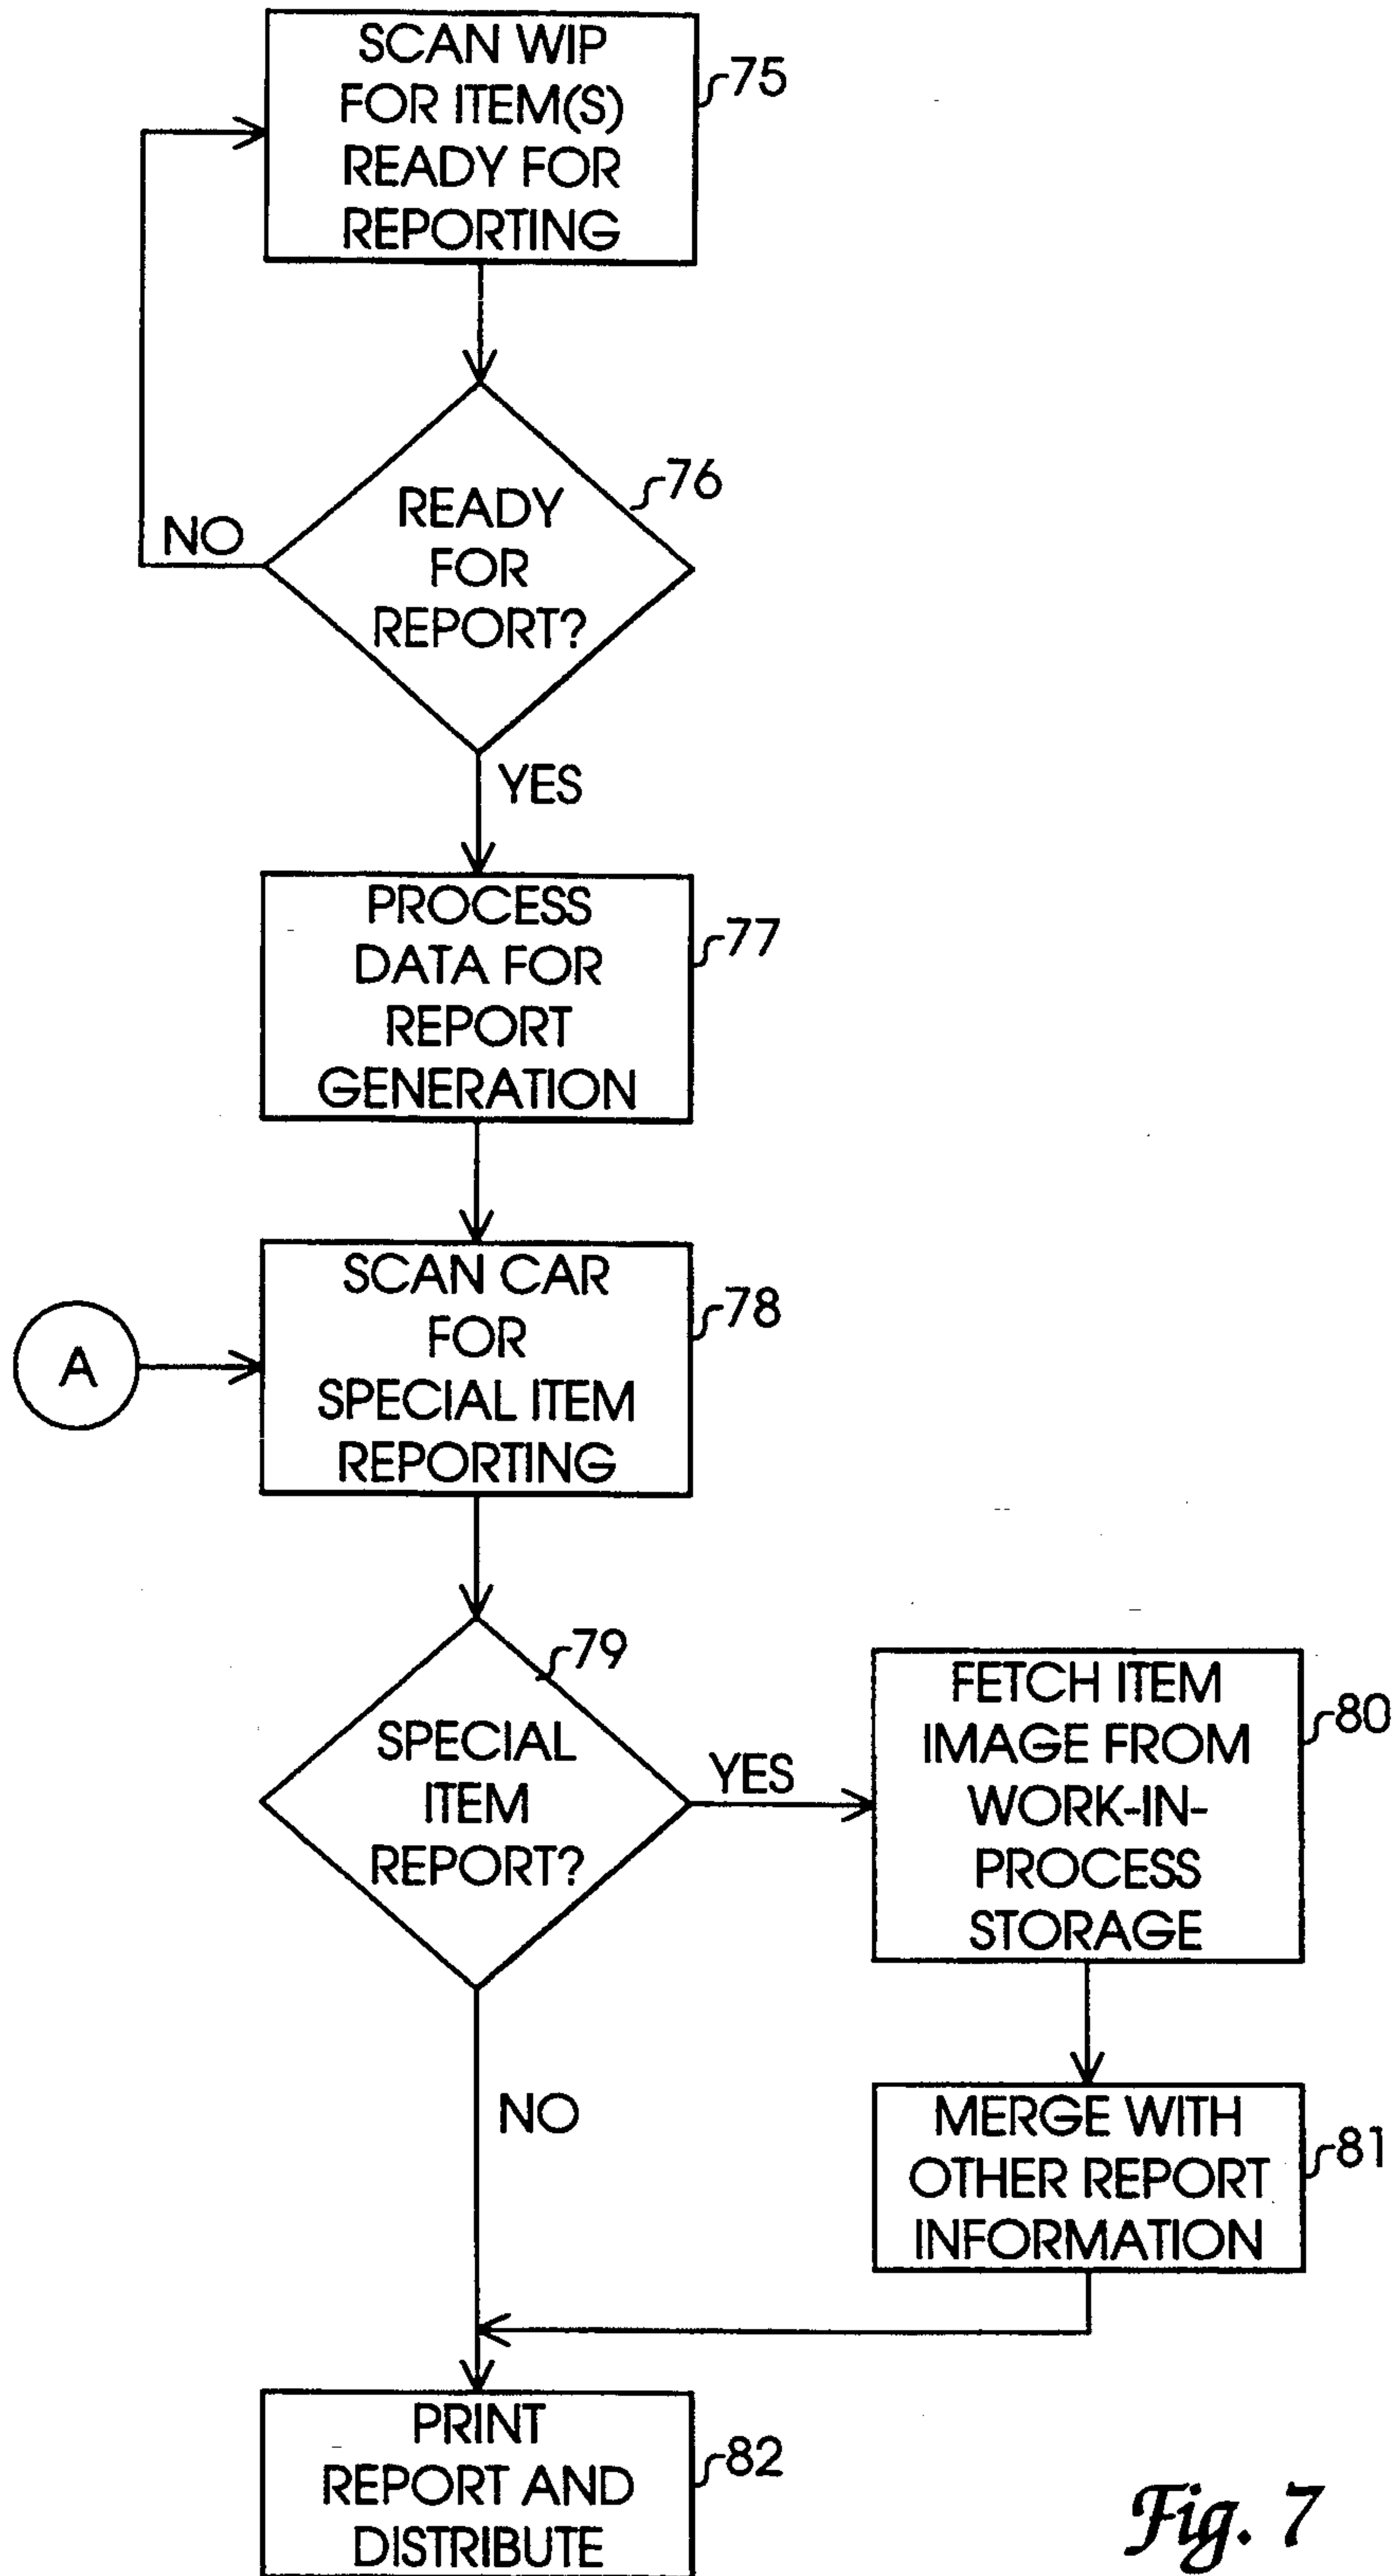 SCAN WIP
FOR ITEM(S)
READY FOR
REPORTING
75
READY
FOR
REPORT?
76
NO
YES
PROCESS
DATA FOR
REPORT
GENERATION
77
A
SCAN CAR
FOR
SPECIAL ITEM
REPORTING
78
SPECIAL
ITEM
REPORT?
79
YES
NO
FETCH ITEM
IMAGE FROM
WORK-IN-
PROCESS
STORAGE
80
MERGE WITH
OTHER REPORT
INFORMATION
81
PRINT
REPORT AND
DISTRIBUTE
82
Fig. 7